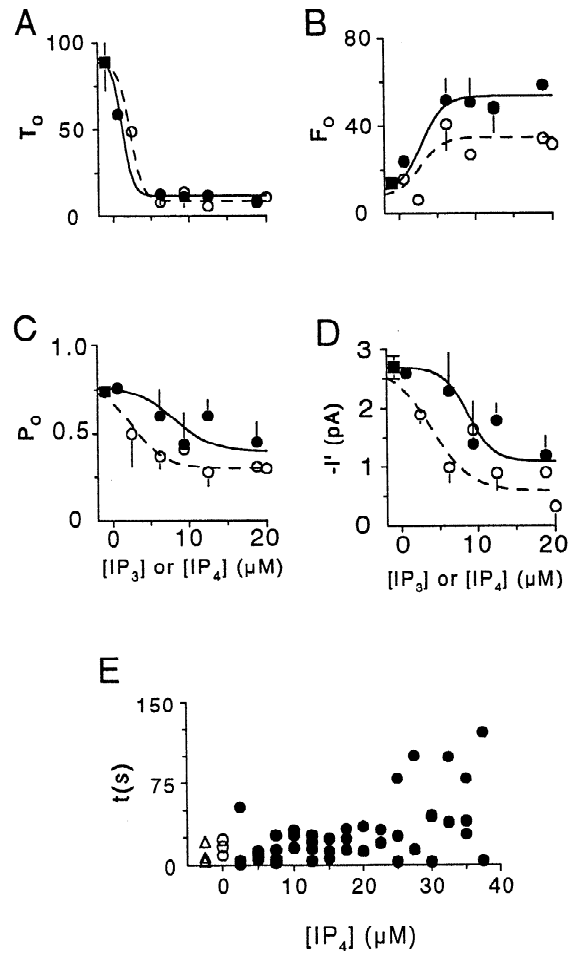 A
100
50
0
T_O
B
80
40
0
F_O
C
1.0
0.5
0
P_O
0 10 20
[IP_3] or [IP_4] (μM)
D
3
2
1
0
-I' (pA)
0 10 20
[IP_3] or [IP_4] (μM)
E
150
75
0
t(s)
0 10 20 30 40
[IP_4] (μM)